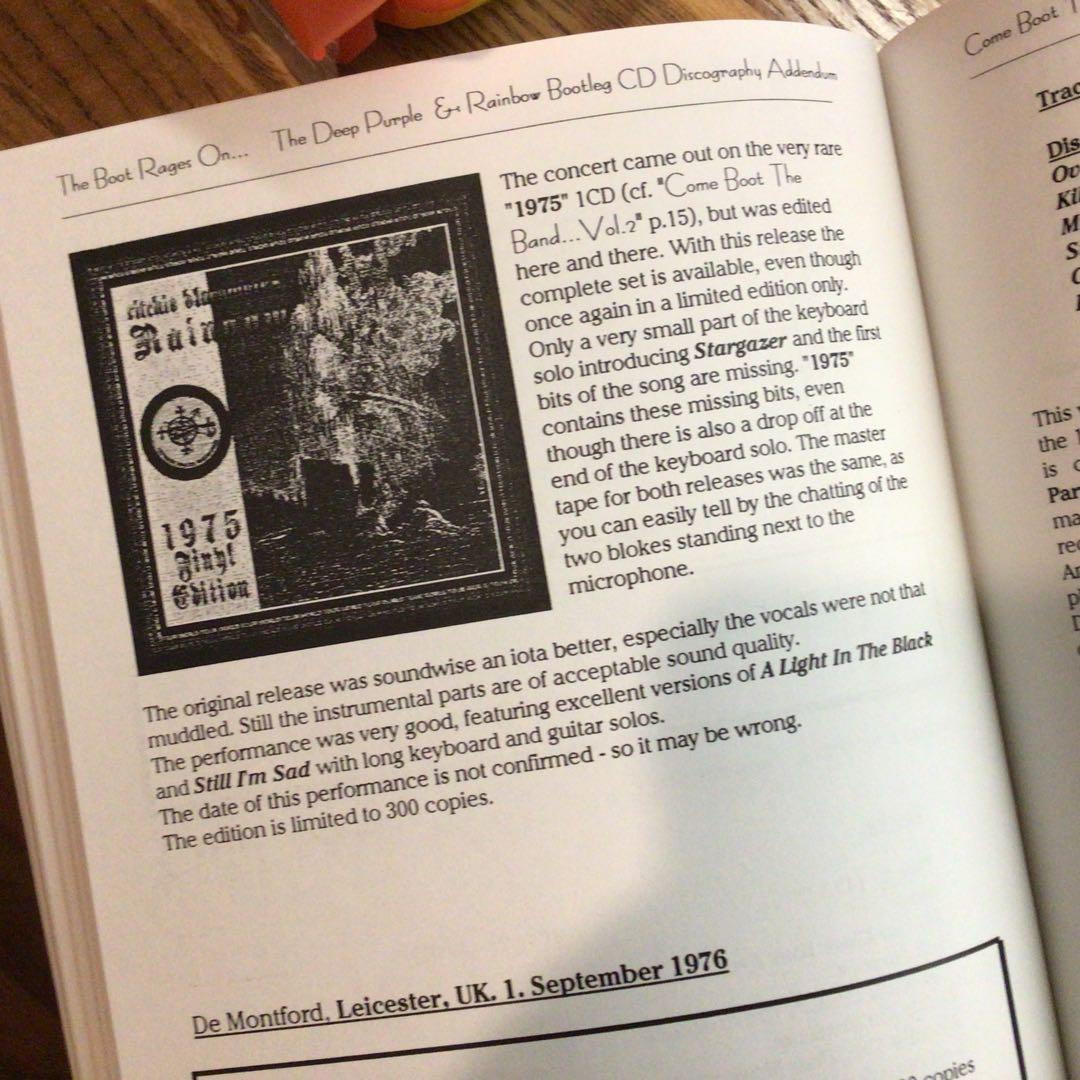 The Boot Rages On... The Deep Purple & Rainbow Bootleg CD Discography Addendum
The concert came out on the very rare
"1975" 1CD (cf. "Come Boot The
Band...Vol.2" p.15), but was edited
here and there. With this release the
complete set is available, even though
once again in a limited edition only.
Only a very small part of the keyboard
solo introducing Stargazer and the first
bits of the song are missing. "1975"
contains these missing bits, even
though there is also a drop off at the
end of the keyboard solo. The master
tape for both releases was the same, as
you can easily tell by the chatting of the
two blokes standing next to the
microphone.
ritchie
Rainbow
1975
Final
Edition
The original release was soundwise an iota better, especially the vocals were not that
muddled. Still the instrumental parts are of acceptable sound quality.
The performance was very good, featuring excellent versions of A Light In The Black
and Still I'm Sad with long keyboard and guitar solos.
The date of this performance is not confirmed - so it may be wrong.
The edition is limited to 300 copies.
De Montford, Leicester, UK. 1. September 1976
copies
Come Boot
This
the
is